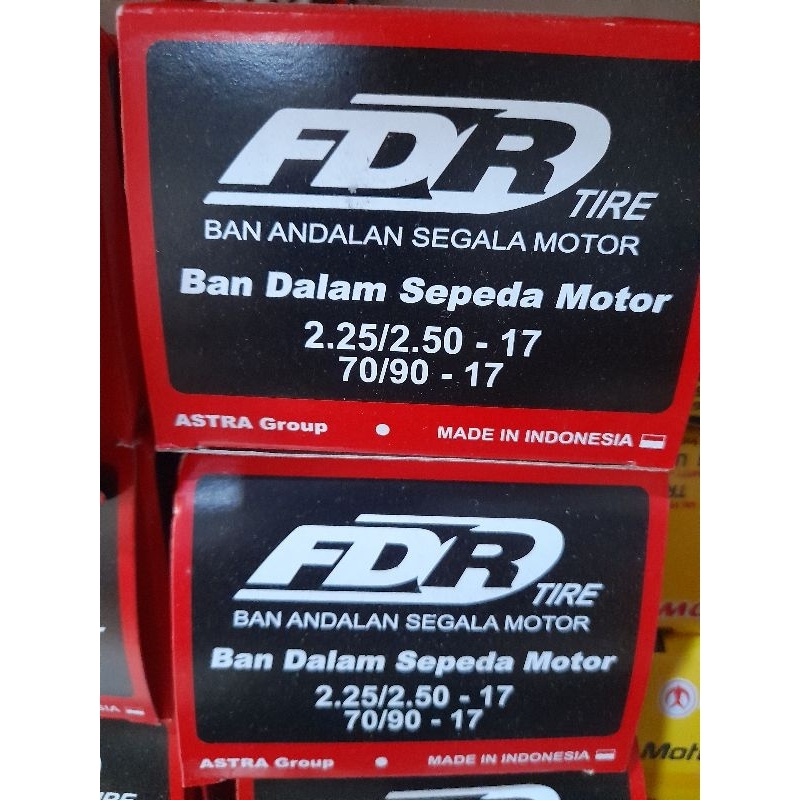 FDR TIRE
BAN ANDALAN SEGALA MOTOR
Ban Dalam Sepeda Motor
2.25/2.50 - 17
70/90 - 17
ASTRA Group • MADE IN INDONESIA
FDR TIRE
BAN ANDALAN SEGALA MOTOR
Ban Dalam Sepeda Motor
2.25/2.50 - 17
70/90 - 17
ASTRA Group • MADE IN INDONESIA